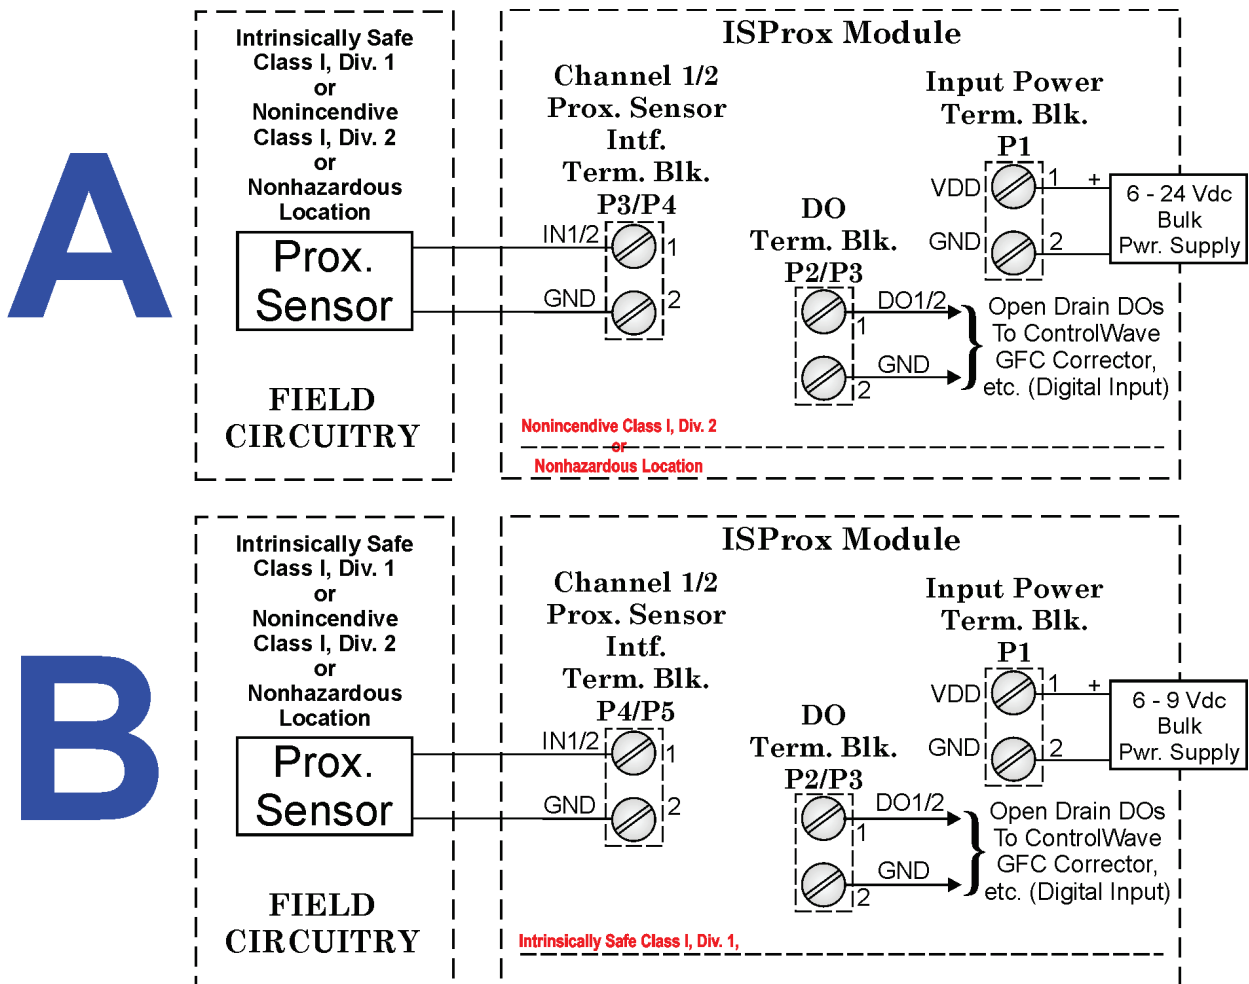 A
Intrinsically Safe
Class I, Div. 1
or
Nonincendive
Class I, Div. 2
or
Nonhazardous
Location
Prox.
Sensor
FIELD
CIRCUITRY
ISProx Module
Channel 1/2
Prox. Sensor
Intf.
Term. Blk.
P3/P4
IN1/2
1
GND
2
DO
Term. Blk.
P2/P3
DO1/2
1
GND
2
Input Power
Term. Blk.
P1
VDD
1
+
GND
2
6 - 24 Vdc
Bulk
Pwr. Supply
Open Drain DOs
To ControlWave
GFC Corrector,
etc. (Digital Input)
Nonincendive Class I, Div. 2
or
Nonhazardous Location
B
Intrinsically Safe
Class I, Div. 1
or
Nonincendive
Class I, Div. 2
or
Nonhazardous
Location
Prox.
Sensor
FIELD
CIRCUITRY
ISProx Module
Channel 1/2
Prox. Sensor
Intf.
Term. Blk.
P4/P5
IN1/2
1
GND
2
DO
Term. Blk.
P2/P3
DO1/2
1
GND
2
Input Power
Term. Blk.
P1
VDD
1
+
GND
2
6 - 9 Vdc
Bulk
Pwr. Supply
Open Drain DOs
To ControlWave
GFC Corrector,
etc. (Digital Input)
Intrinsically Safe Class I, Div. 1,